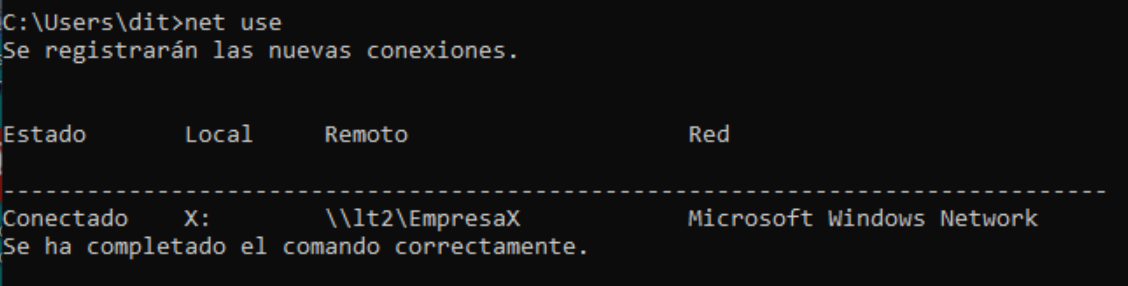 C:\Users\dit>net use
Se registrarán las nuevas conexiones.
Estado Local Remoto Red
--------------------------------------------------------------------------------
Conectado X: \\lt2\EmpresaX Microsoft Windows Network
Se ha completado el comando correctamente.